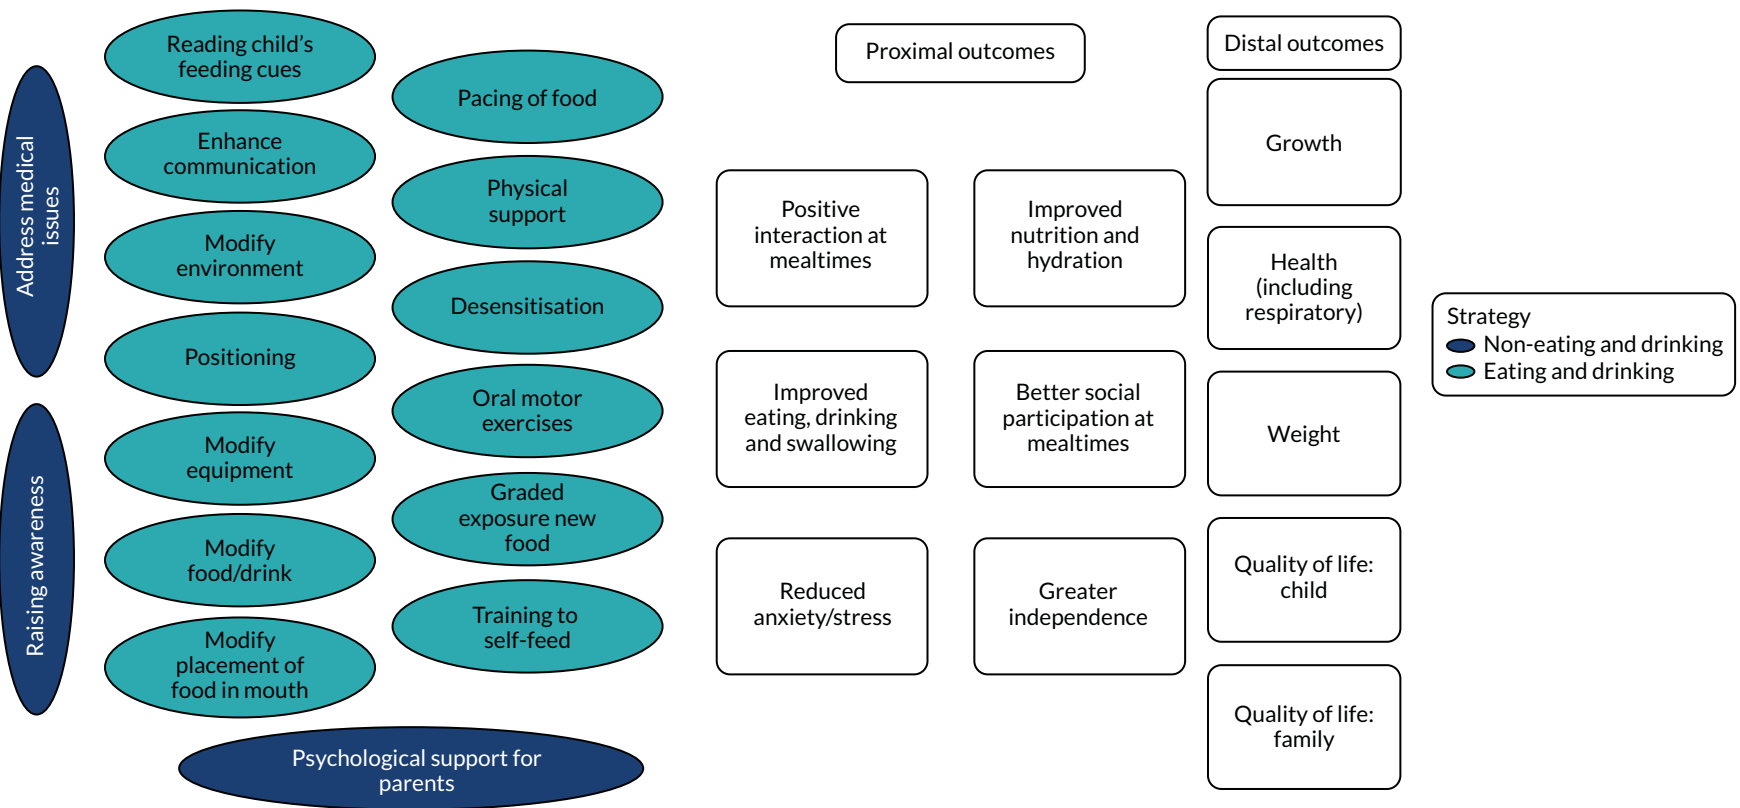 Address medical
issues
Raising awareness
Reading child’s
feeding cues
Enhance
communication
Modify
environment
Positioning
Modify
equipment
Modify
food/drink
Modify
placement of
food in mouth
Pacing of food
Physical
support
Desensitisation
Oral motor
exercises
Graded
exposure new
food
Training to
self-feed
Psychological support for
parents
Proximal outcomes
Positive
interaction at
mealtimes
Improved
nutrition and
hydration
Improved
eating, drinking
and swallowing
Better social
participation at
mealtimes
Reduced
anxiety/stress
Greater
independence
Distal outcomes
Growth
Health
(including
respiratory)
Weight
Quality of life:
child
Quality of life:
family
Strategy
Non-eating and drinking
Eating and drinking